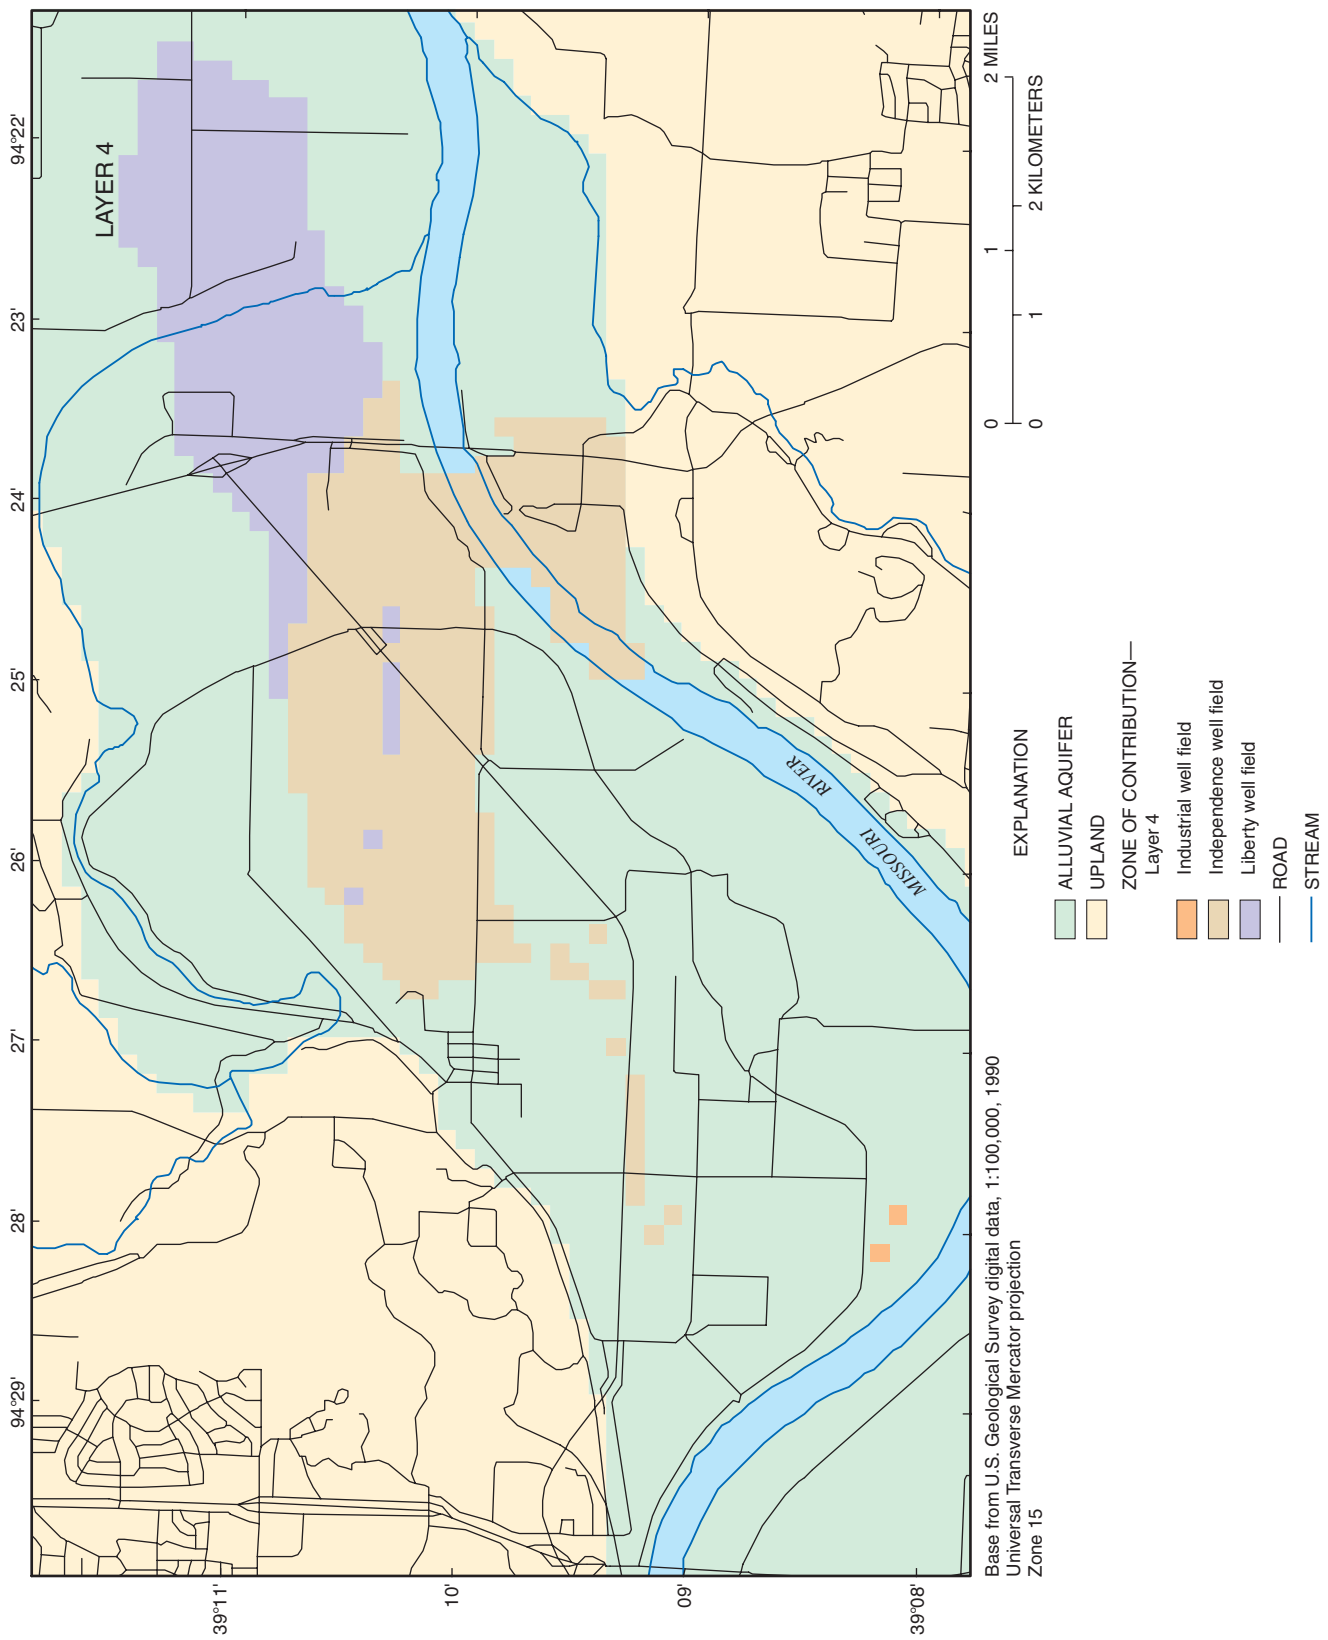 LAYER 4
94°29'
28'
27'
26'
25'
24'
23'
94°22'
39°11'
10'
09'
39°08'
MISSOURI
RIVER
Base from U.S. Geological Survey digital data, 1:100,000, 1990
Universal Transverse Mercator projection
Zone 15
0 1 2 MILES
0 1 2 KILOMETERS
EXPLANATION
ALLUVIAL AQUIFER
UPLAND
ZONE OF CONTRIBUTION—
Layer 4
Industrial well field
Independence well field
Liberty well field
ROAD
STREAM